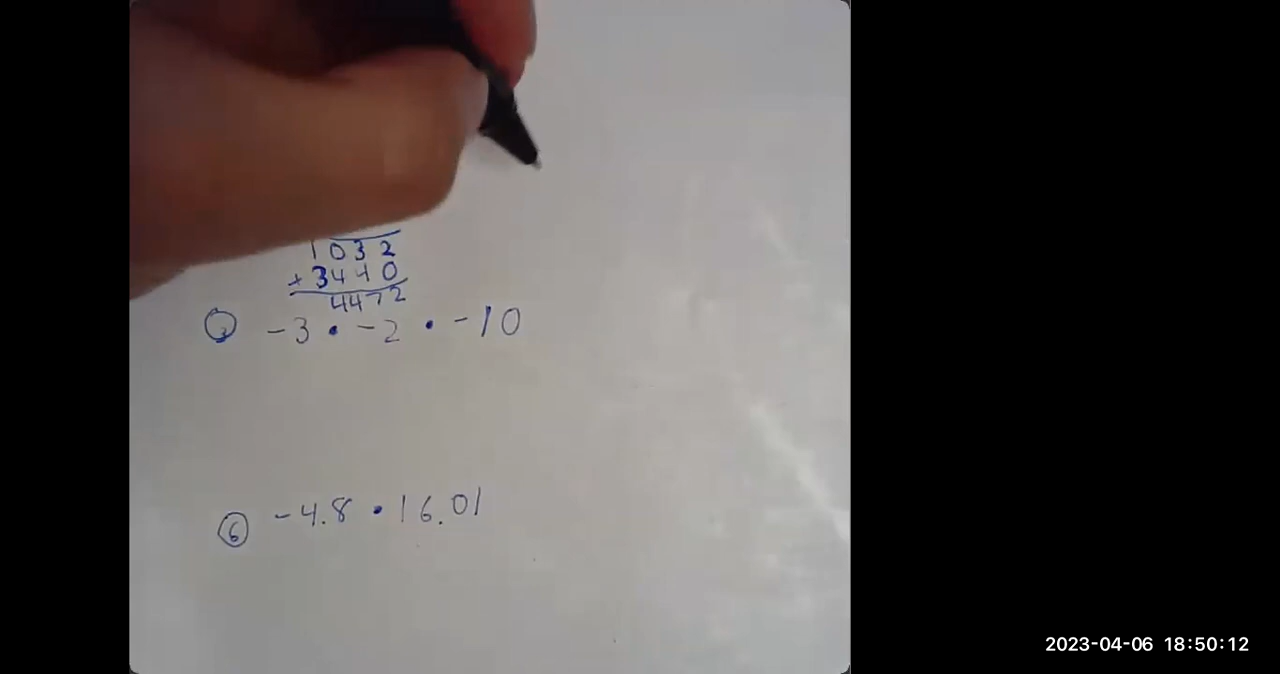 1032
+3440
4472
-3 • -2 • -10
⑥ -4.8 • 16.01
2023-04-06 18:50:12